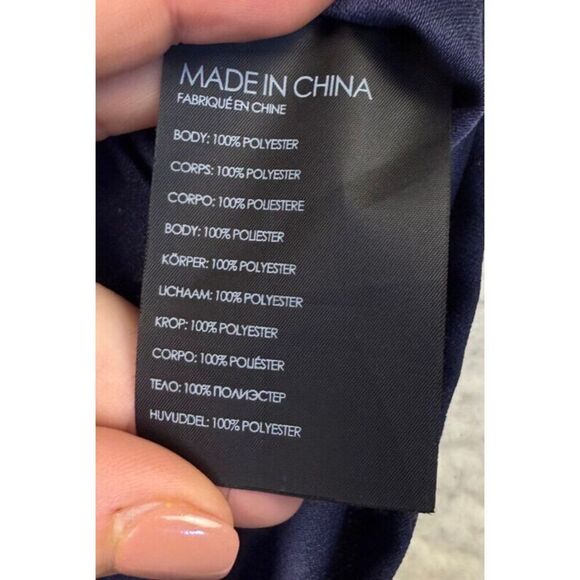 MADE IN CHINA
FABRIQUÉ EN CHINE
BODY: 100% POLYESTER
CORPS: 100% POLYESTER
CORPO: 100% POLIESTERE
BODY: 100% POLIESTER
KÖRPER: 100% POLYESTER
LICHAAM: 100% POLYESTER
KROP: 100% POLYESTER
CORPO: 100% POLIÉSTER
ТЕЛО: 100% ПОЛИЭСТЕР
HUVUDDEL: 100% POLYESTER